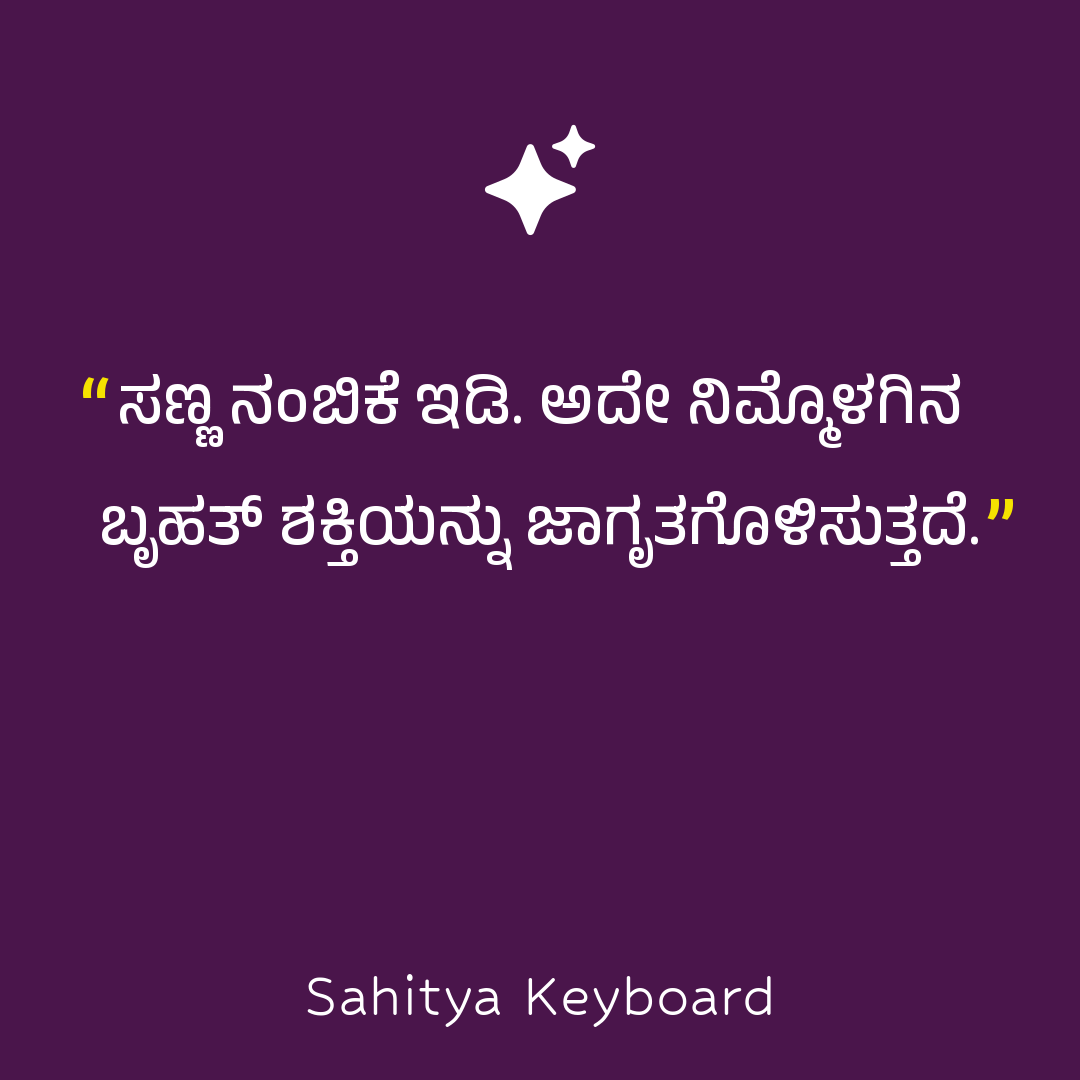 “ಸಣ್ಣ ನಂಬಿಕೆ ಇಡಿ. ಅದೇ ನಿಮ್ಮೊಳಗಿನ
ಬೃಹತ್ ಶಕ್ತಿಯನ್ನು ಜಾಗೃತಗೊಳಿಸುತ್ತದೆ.”
Sahitya Keyboard